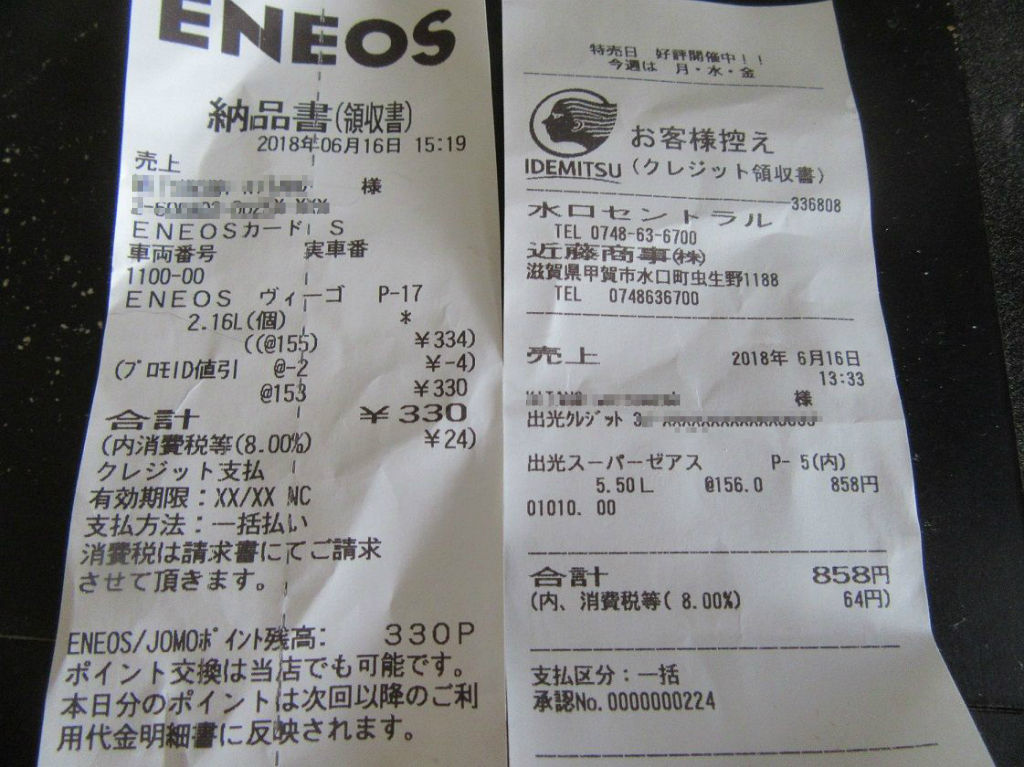 ENEOS
納品書(領収書)
2018年06月16日 15:19
売上
様
ENEOSカード S
車両番号 実車番
1100-00
ENEOS ヴィーゴ P-17
2.16L(個) *
((@155) ¥334)
(プロモID値引 @-2 ¥-4)
@153 ¥330
合計 ¥330
(内消費税等(8.00%) ¥24)
クレジット支払
有効期限:XX/XX NC
支払方法:一括払い
消費税は請求書にてご請求
させて頂きます。
ENEOS/JOMOポイント残高: 330P
ポイント交換は当店でも可能です。
本日分のポイントは次回以降のご利
用代金明細書に反映されます。
特売日 好評開催中!!
今週は 月・水・金
お客様控え
IDEMITSU (クレジット領収書)
336808
水口セントラル
TEL 0748-63-6700
近藤商事㈱
滋賀県甲賀市水口町虫生野1188
TEL 0748636700
売上 2018年 6月16日
13:33
様
出光クレジット
出光スーパーゼアス P- 5(内)
5.50L @156.0 858円
01010. 00
合計 858円
(内、消費税等( 8.00%) 64円)
支払区分:一括
承認No.0000000224